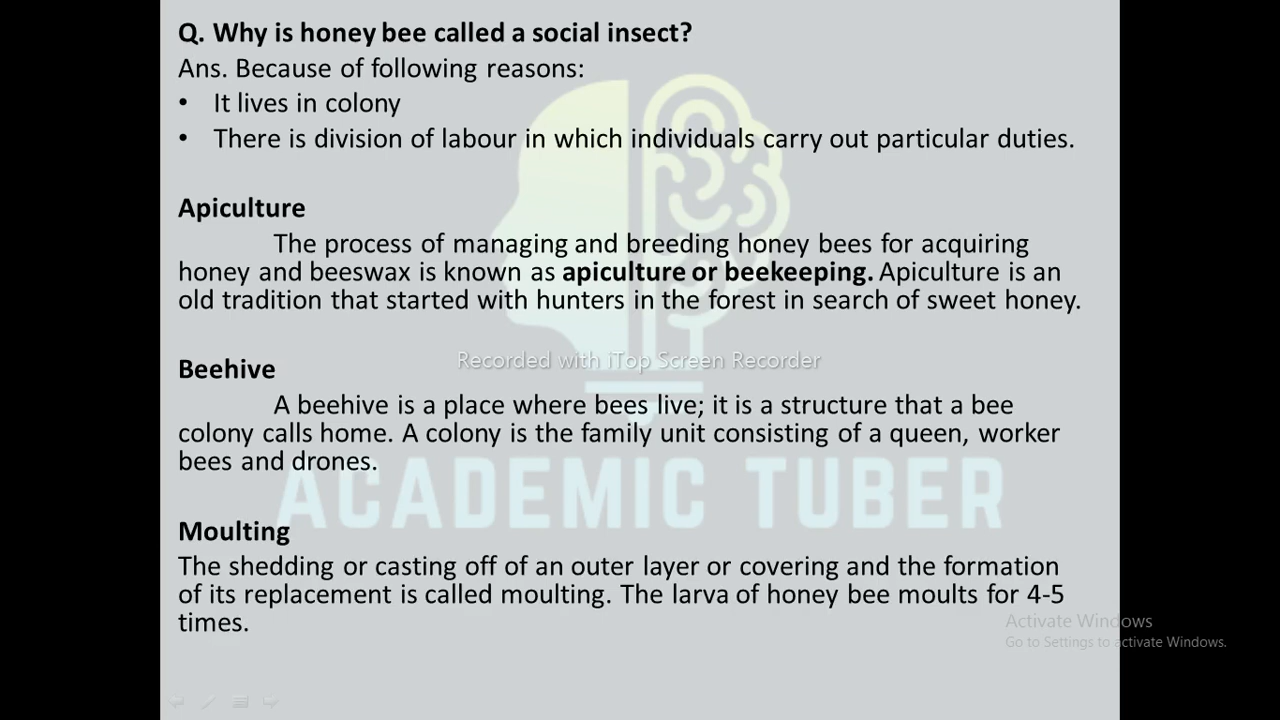 Q. Why is honey bee called a social insect?
Ans. Because of following reasons:
• It lives in colony
• There is division of labour in which individuals carry out particular duties.
Apiculture
The process of managing and breeding honey bees for acquiring
honey and beeswax is known as apiculture or beekeeping. Apiculture is an
old tradition that started with hunters in the forest in search of sweet honey.
Recorded with iTop Screen Recorder
Beehive
A beehive is a place where bees live; it is a structure that a bee
colony calls home. A colony is the family unit consisting of a queen, worker
bees and drones.
ACADEMIC TUBER
Moulting
The shedding or casting off of an outer layer or covering and the formation
of its replacement is called moulting. The larva of honey bee moults for 4-5
times.
Activate Windows
Go to Settings to activate Windows.